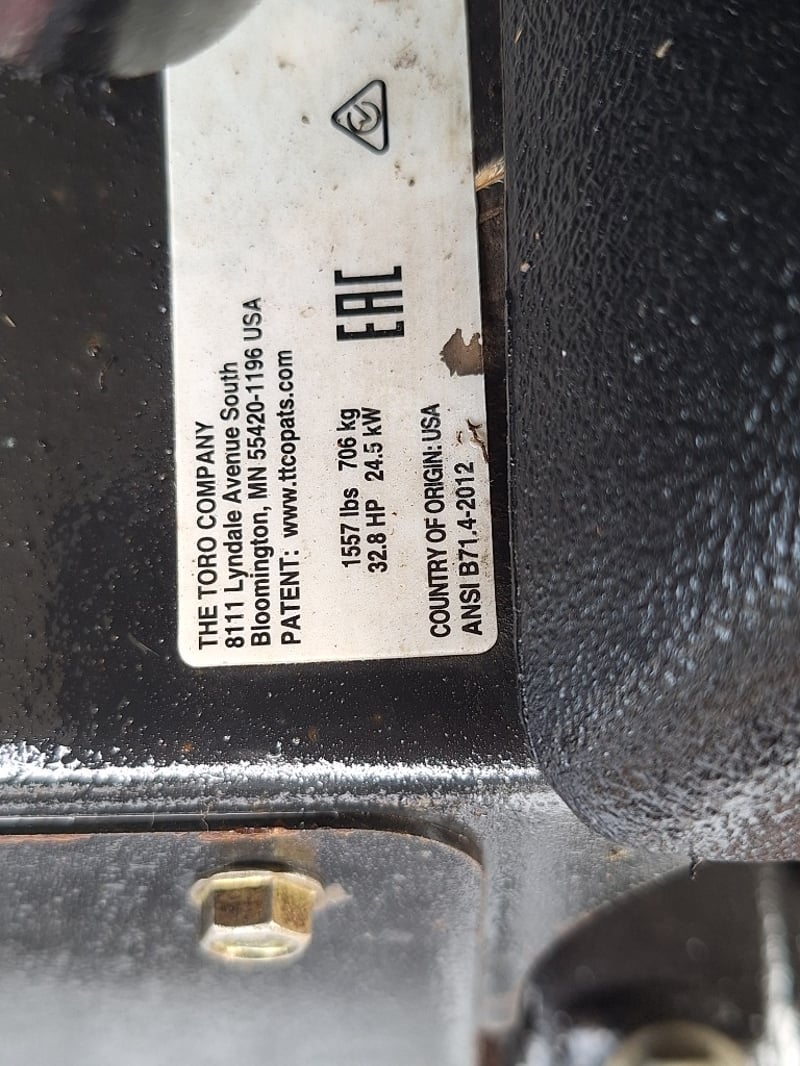 THE TORO COMPANY
8111 Lyndale Avenue South
Bloomington, MN 55420-1196 USA
PATENT: www.ttcopats.com
1557 lbs 706 kg
32.8 HP 24.5 kW
EAC
COUNTRY OF ORIGIN: USA
ANSI B71.4-2012